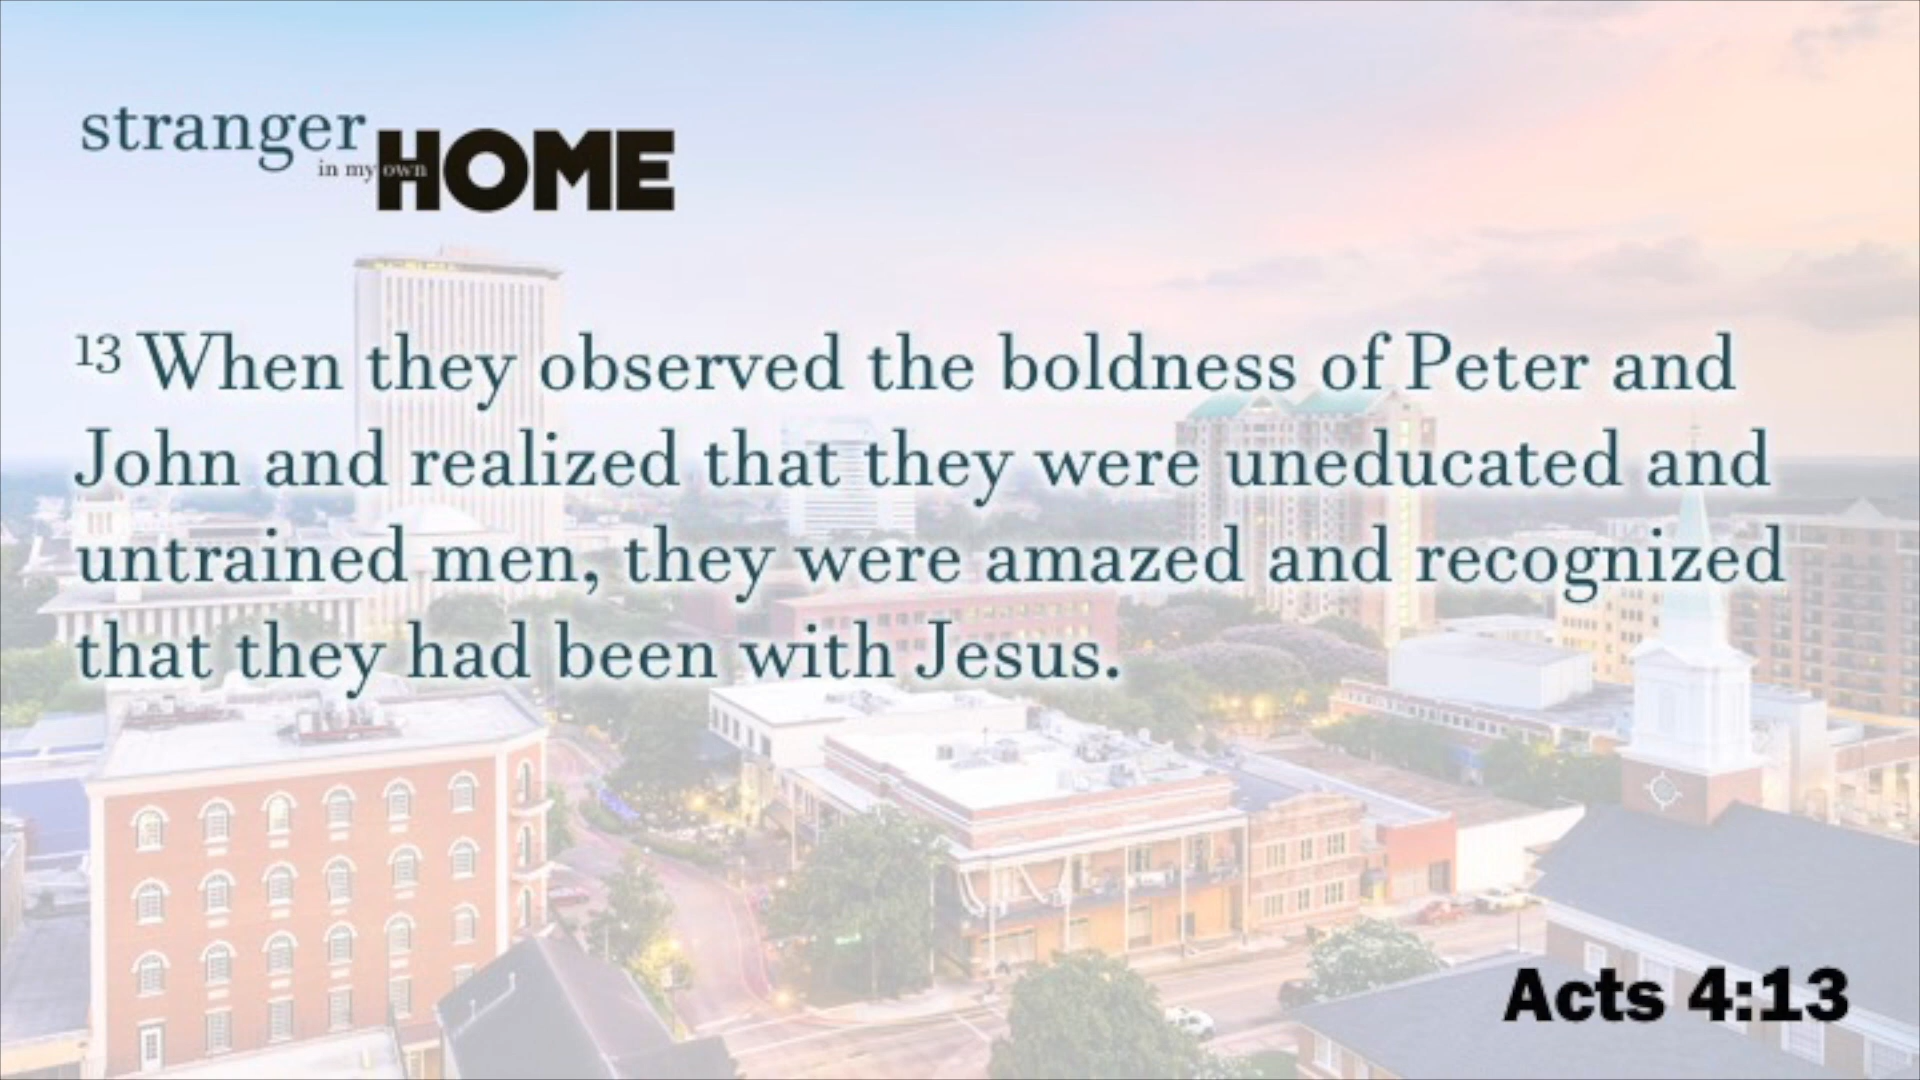 stranger
in my own
HOME
13 When they observed the boldness of Peter and
John and realized that they were uneducated and
untrained men, they were amazed and recognized
that they had been with Jesus.
Acts 4:13